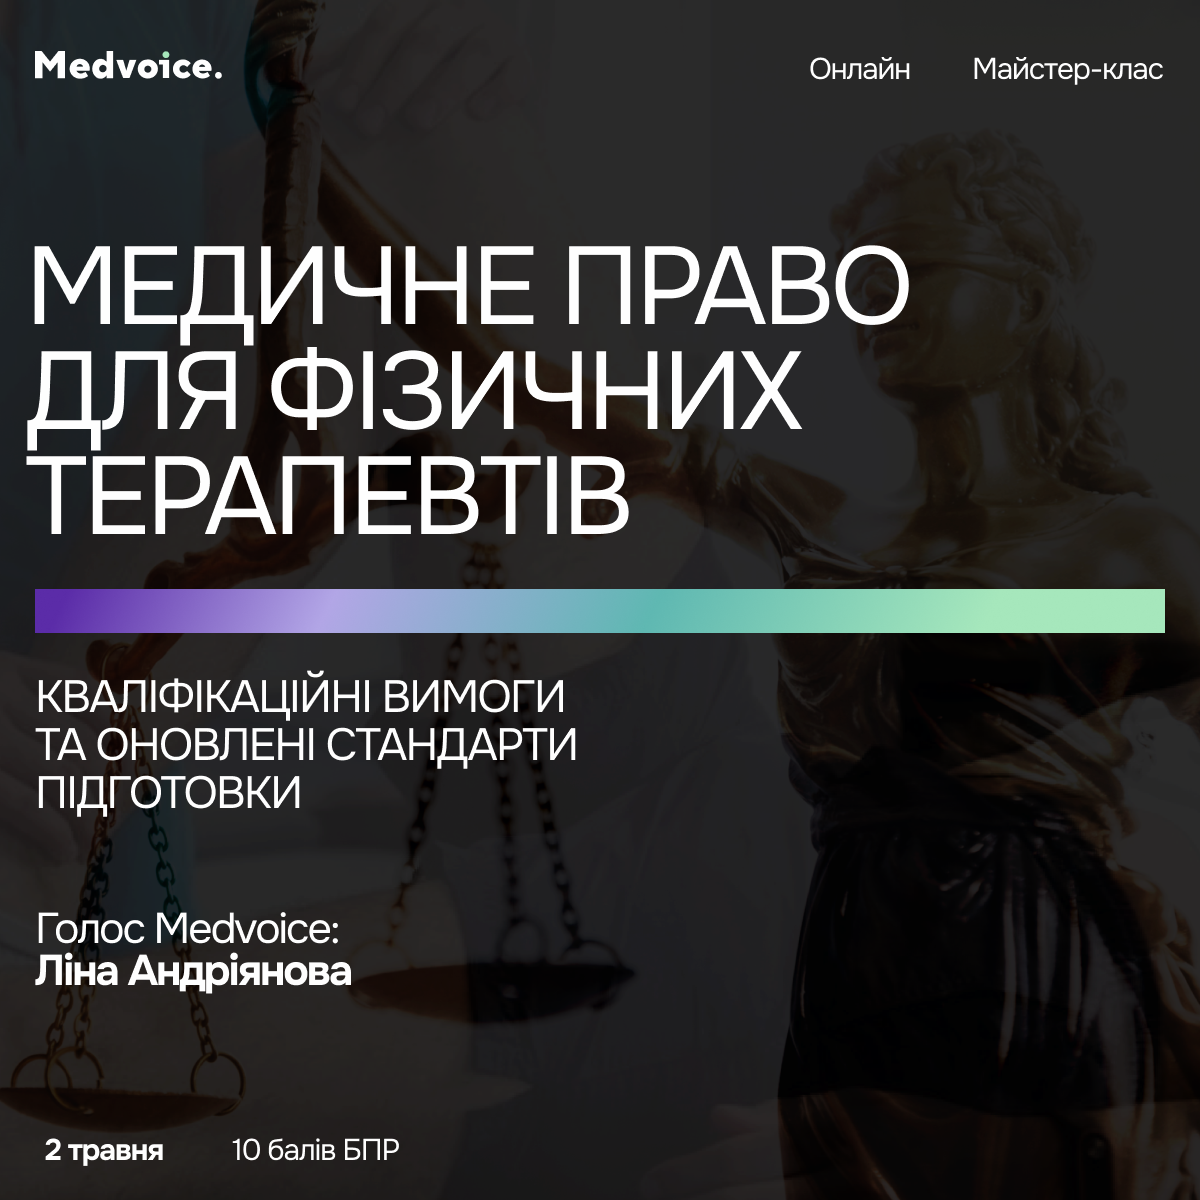 Medvoice.
Онлайн Майстер-клас
МЕДИЧНЕ ПРАВО
ДЛЯ ФІЗИЧНИХ
ТЕРАПЕВТІВ
КВАЛІФІКАЦІЙНІ ВИМОГИ
ТА ОНОВЛЕНІ СТАНДАРТИ
ПІДГОТОВКИ
Голос Medvoice:
Ліна Андріянова
2 травня 10 балів БПР